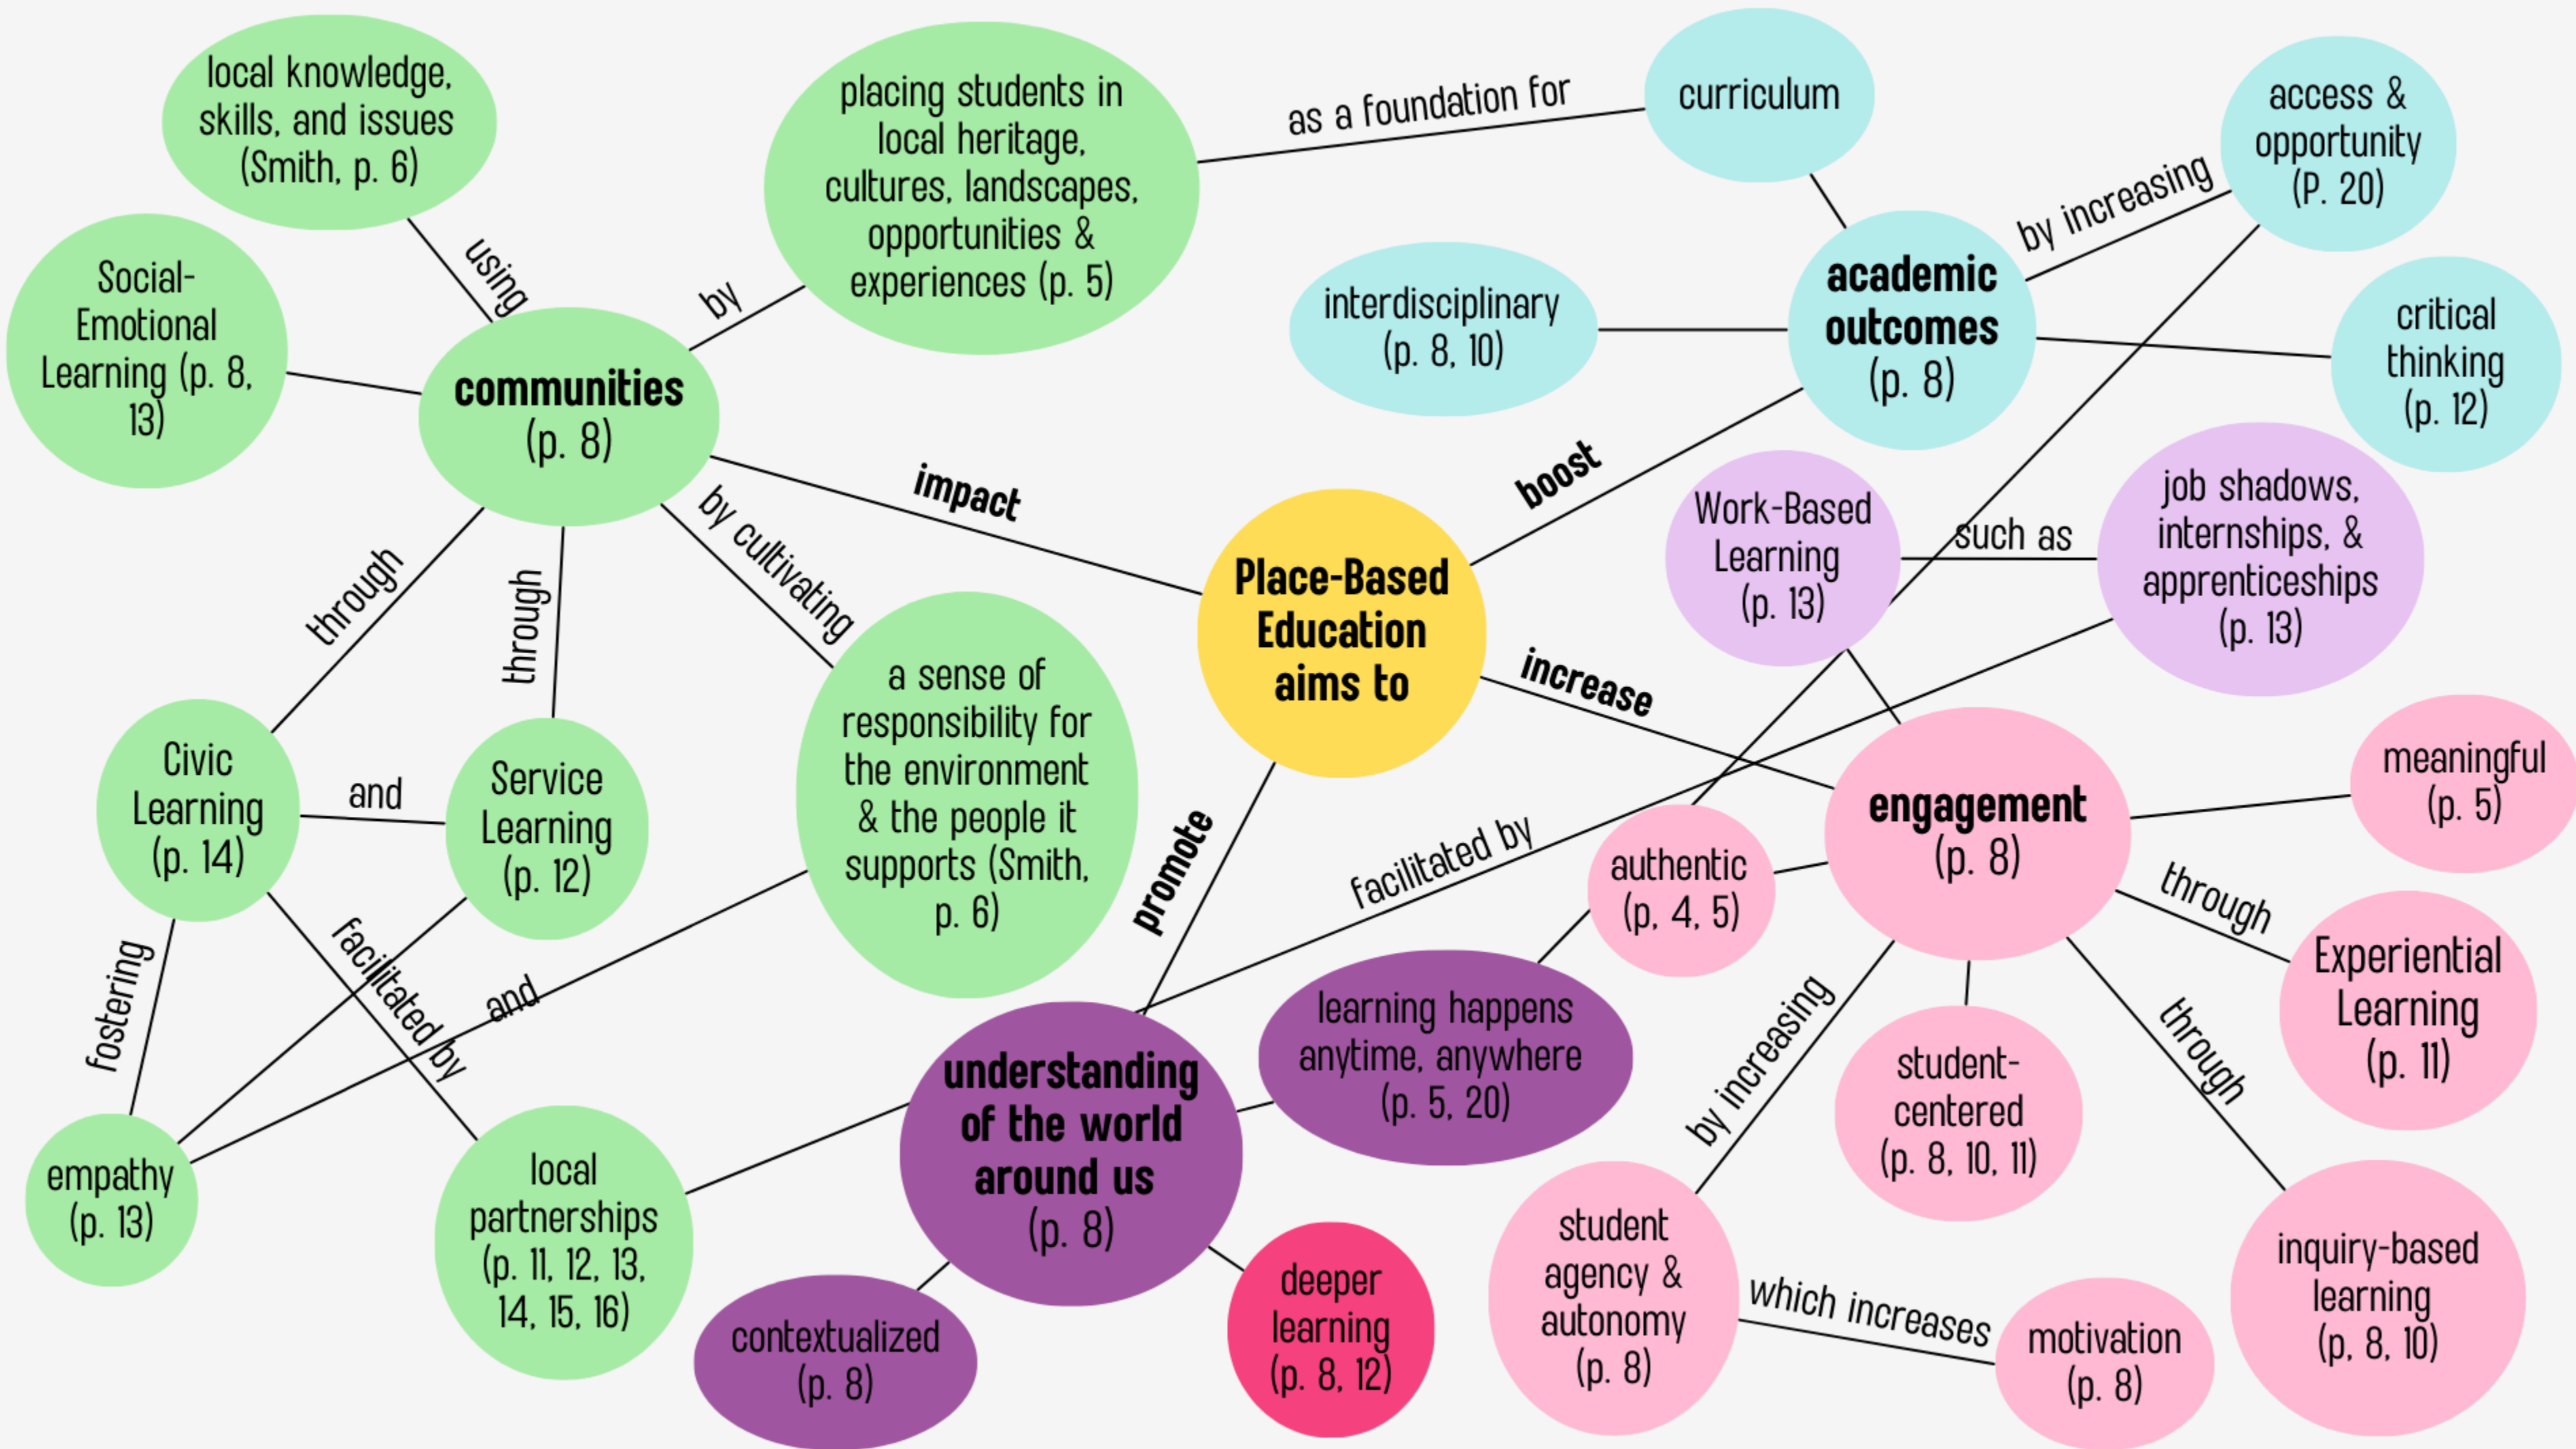 local knowledge,
skills, and issues
(Smith, p. 6)
placing students in
local heritage,
cultures, landscapes,
opportunities &
experiences (p. 5)
as a foundation for
curriculum
access &
opportunity
(P. 20)
by increasing
Social-
Emotional
Learning (p. 8,
13)
using
by
communities
(p. 8)
interdisciplinary
(p. 8, 10)
academic
outcomes
(p. 8)
critical
thinking
(p. 12)
impact
boost
Work-Based
Learning
(p. 13)
such as
job shadows,
internships, &
apprenticeships
(p. 13)
through
through
by cultivating
Place-Based
Education
aims to
increase
a sense of
responsibility for
the environment
& the people it
supports (Smith,
p. 6)
Civic
Learning
(p. 14)
and
Service
Learning
(p. 12)
promote
facilitated by
authentic
(p, 4, 5)
engagement
(p. 8)
meaningful
(p. 5)
through
Experiential
Learning
(p. 11)
fostering
facilitated by
and
learning happens
anytime, anywhere
(p. 5, 20)
by increasing
student-
centered
(p. 8, 10, 11)
through
understanding
of the world
around us
(p. 8)
empathy
(p. 13)
local
partnerships
(p. 11, 12, 13,
14, 15, 16)
contextualized
(p. 8)
deeper
learning
(p. 8, 12)
student
agency &
autonomy
(p. 8)
which increases
motivation
(p. 8)
inquiry-based
learning
(p, 8, 10)